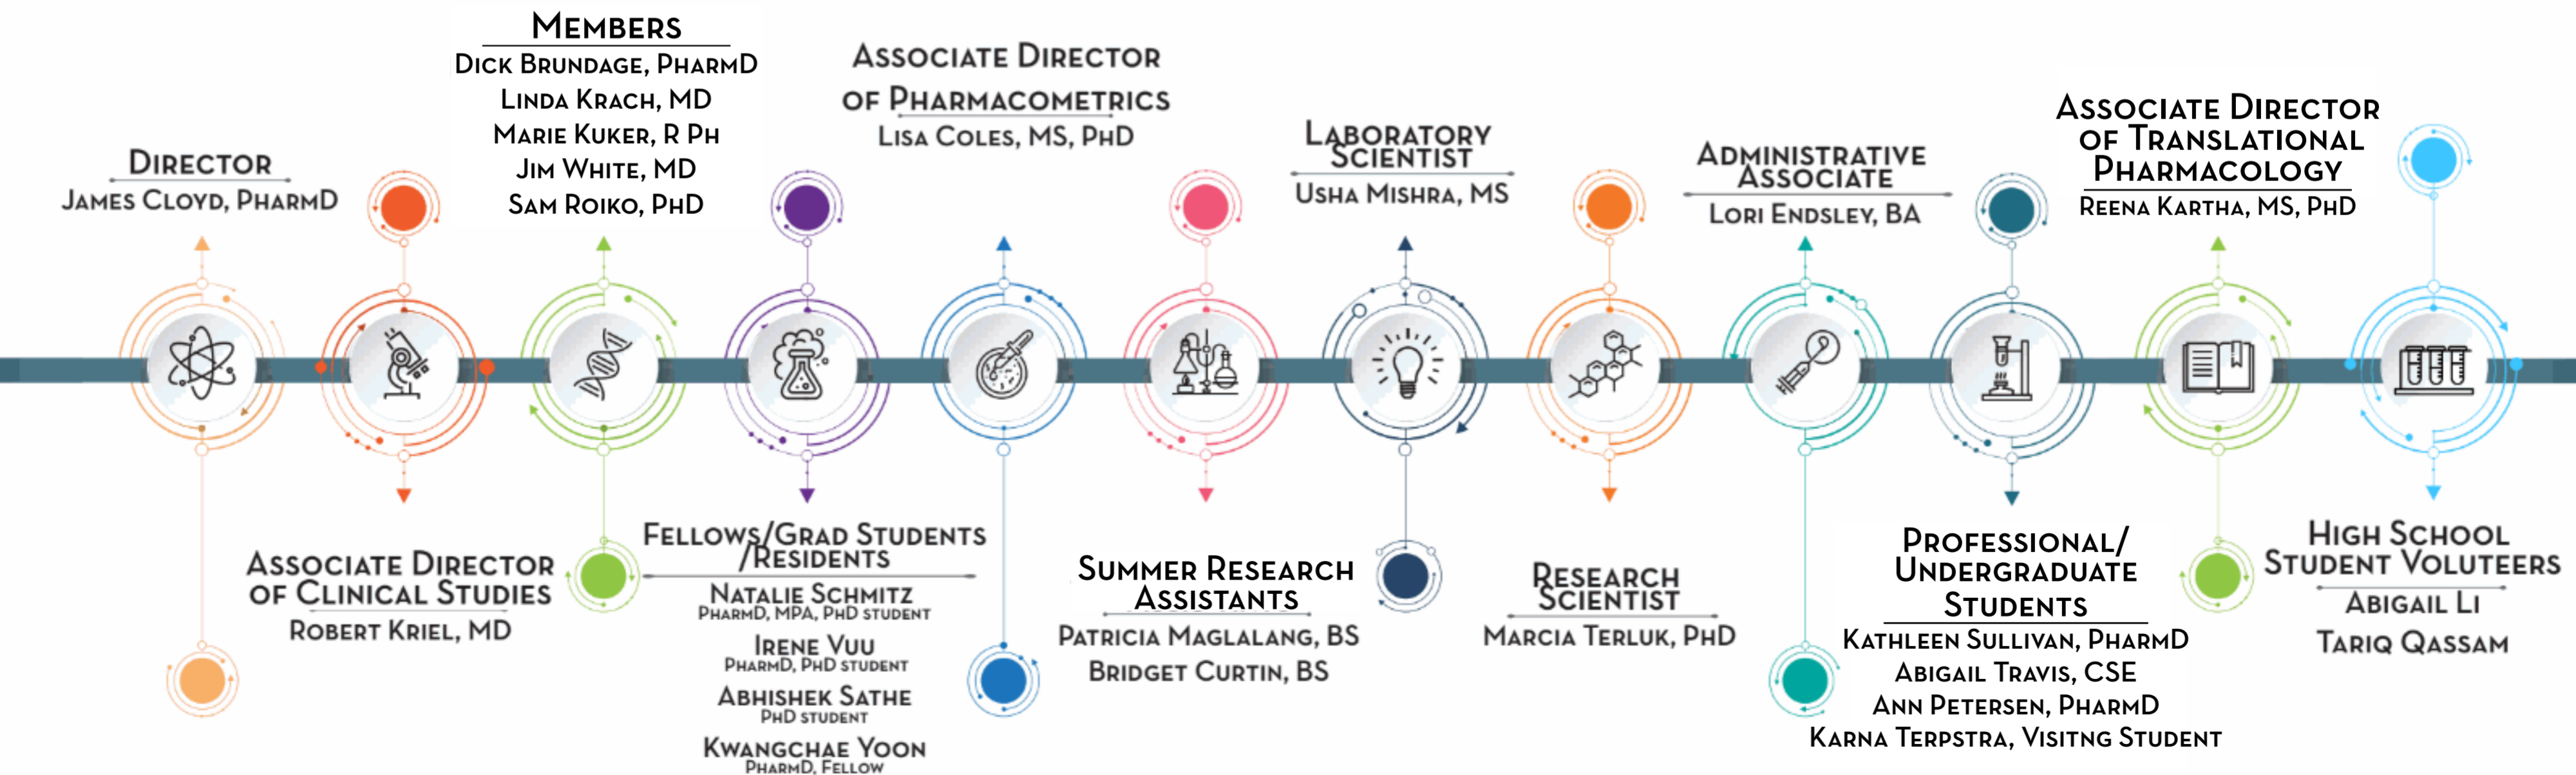 Director
James Cloyd, PharmD
Associate Director
of Clinical Studies
Robert Kriel, MD
Members
Dick Brundage, PharmD
Linda Krach, MD
Marie Kuker, R Ph
Jim White, MD
Sam Roiko, PhD
Fellows/Grad Students
/Residents
Natalie Schmitz
PharmD, MPA, PhD student
Irene Vuu
PharmD, PhD student
Abhishek Sathe
PhD student
Kwangchae Yoon
PharmD, Fellow
Associate Director
of Pharmacometrics
Lisa Coles, MS, PhD
Summer Research
Assistants
Patricia Maglalang, BS
Bridget Curtin, BS
Laboratory
Scientist
Usha Mishra, MS
Research
Scientist
Marcia Terluk, PhD
Administrative
Associate
Lori Endsley, BA
Professional/
Undergraduate
Students
Kathleen Sullivan, PharmD
Abigail Travis, CSE
Ann Petersen, PharmD
Karna Terpstra, Visitng Student
Associate Director
of Translational
Pharmacology
Reena Kartha, MS, PhD
High School
Student Voluteers
Abigail Li
Tariq Qassam